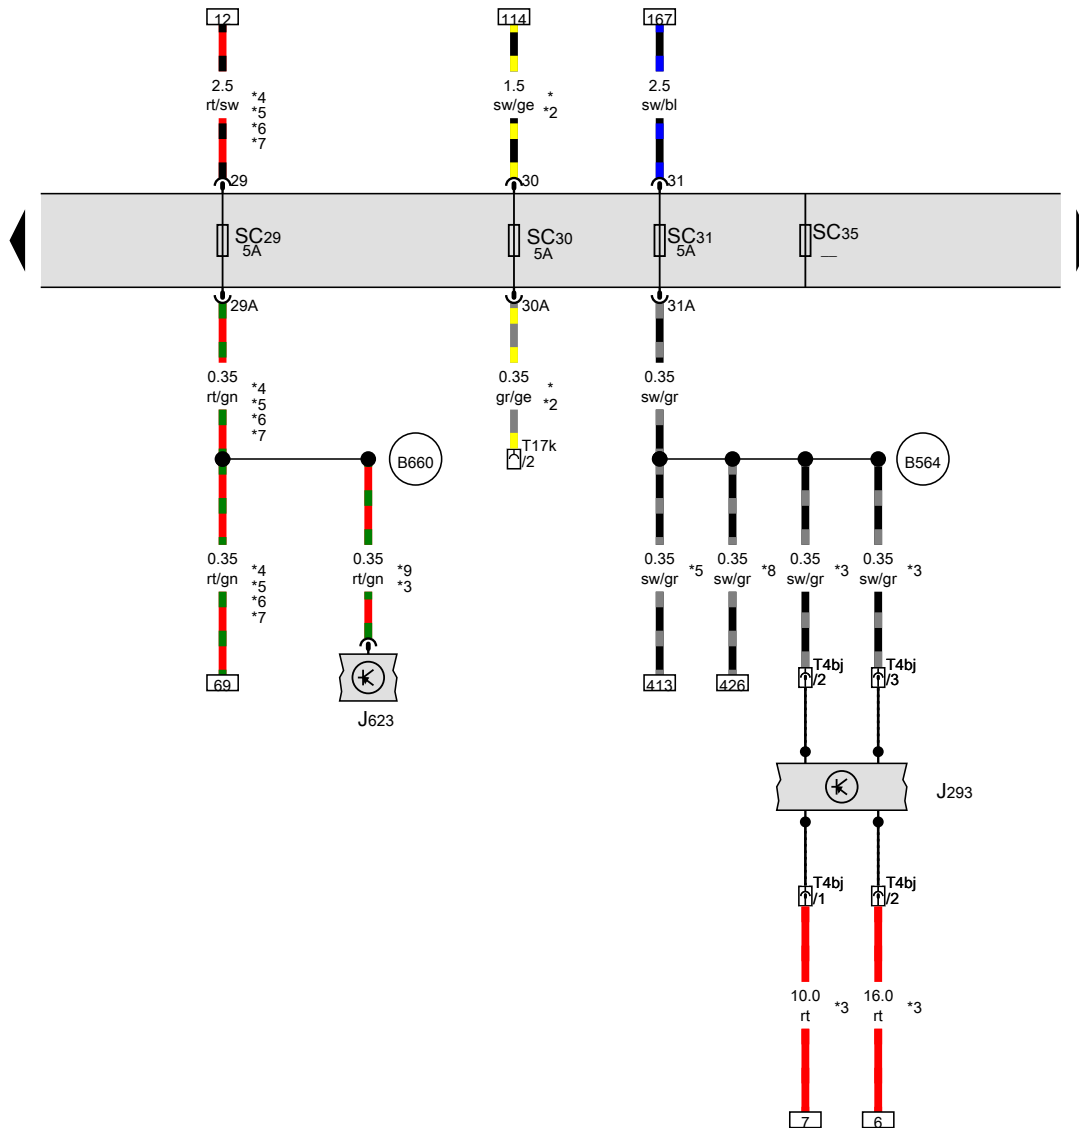 12 114 167
2.5 1.5 2.5
rt/sw sw/ge sw/bl
*4 *
*5 *2
*6
*7
29 30 31
SC29 SC30 SC31 SC35
5A 5A 5A __
29A 30A 31A
0.35 0.35 0.35
rt/gn gr/ge sw/gr
*4 *
*5 *2
*6
*7
T17k
/2
B660 B564
0.35 0.35 0.35 0.35 0.35 0.35
rt/gn rt/gn sw/gr sw/gr sw/gr sw/gr
*4 *9 *5 *8 *3 *3
*5 *3
*6
*7
T4bj T4bj
/2 /3
69 413 426
J623
J293
T4bj T4bj
/1 /2
10.0 16.0
rt rt
*3 *3
7 6